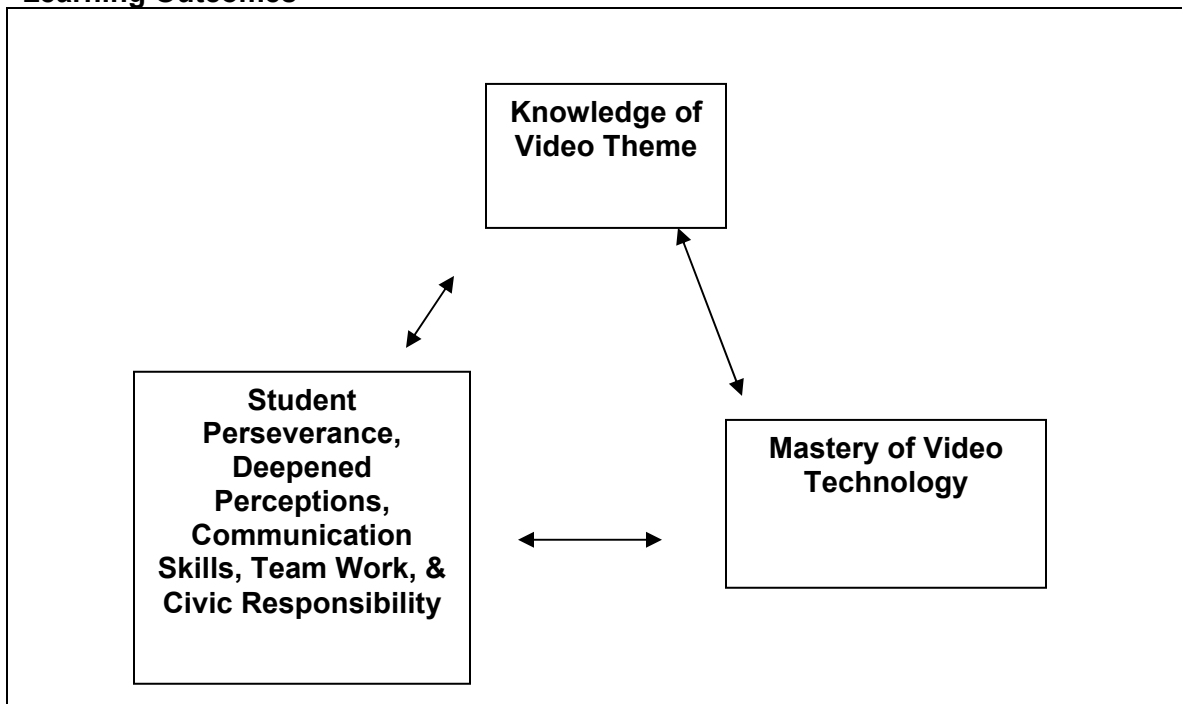 Learning Outcomes
Knowledge of
Video Theme
Student
Perseverance,
Deepened
Perceptions,
Communication
Skills, Team Work, &
Civic Responsibility
Mastery of Video
Technology